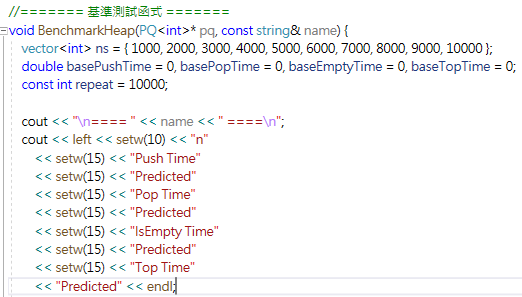 //======= 基準測試函式 =======
void BenchmarkHeap(PQ<int>* pq, const string& name) {
vector<int> ns = { 1000, 2000, 3000, 4000, 5000, 6000, 7000, 8000, 9000, 10000 };
double basePushTime = 0, basePopTime = 0, baseEmptyTime = 0, baseTopTime = 0;
const int repeat = 10000;
cout << "\n==== " << name << " ====\n";
cout << left << setw(10) << "n"
<< setw(15) << "Push Time"
<< setw(15) << "Predicted"
<< setw(15) << "Pop Time"
<< setw(15) << "Predicted"
<< setw(15) << "IsEmpty Time"
<< setw(15) << "Predicted"
<< setw(15) << "Top Time"
<< "Predicted" << endl;